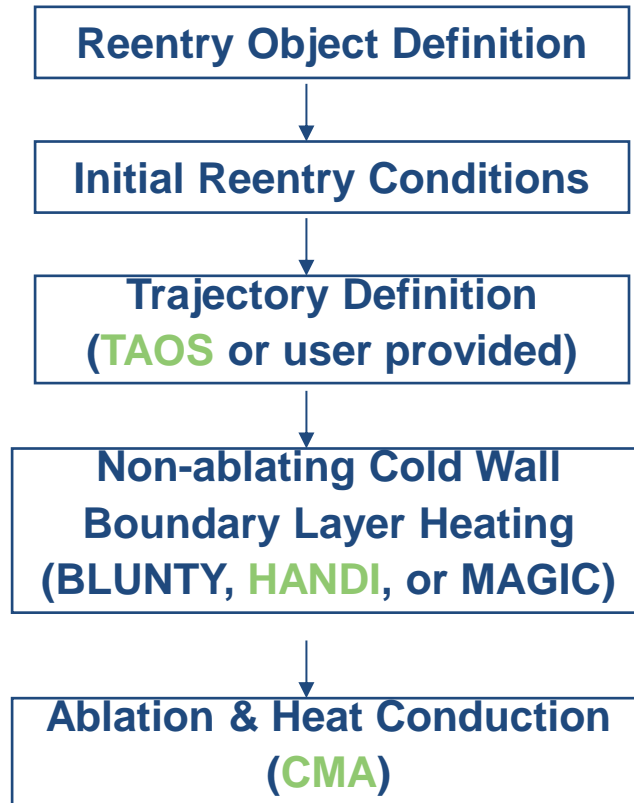 Reentry Object Definition
Initial Reentry Conditions
Trajectory Definition
(TAOS or user provided)
Non-ablating Cold Wall
Boundary Layer Heating
(BLUNTY, HANDI, or MAGIC)
Ablation & Heat Conduction
(CMA)